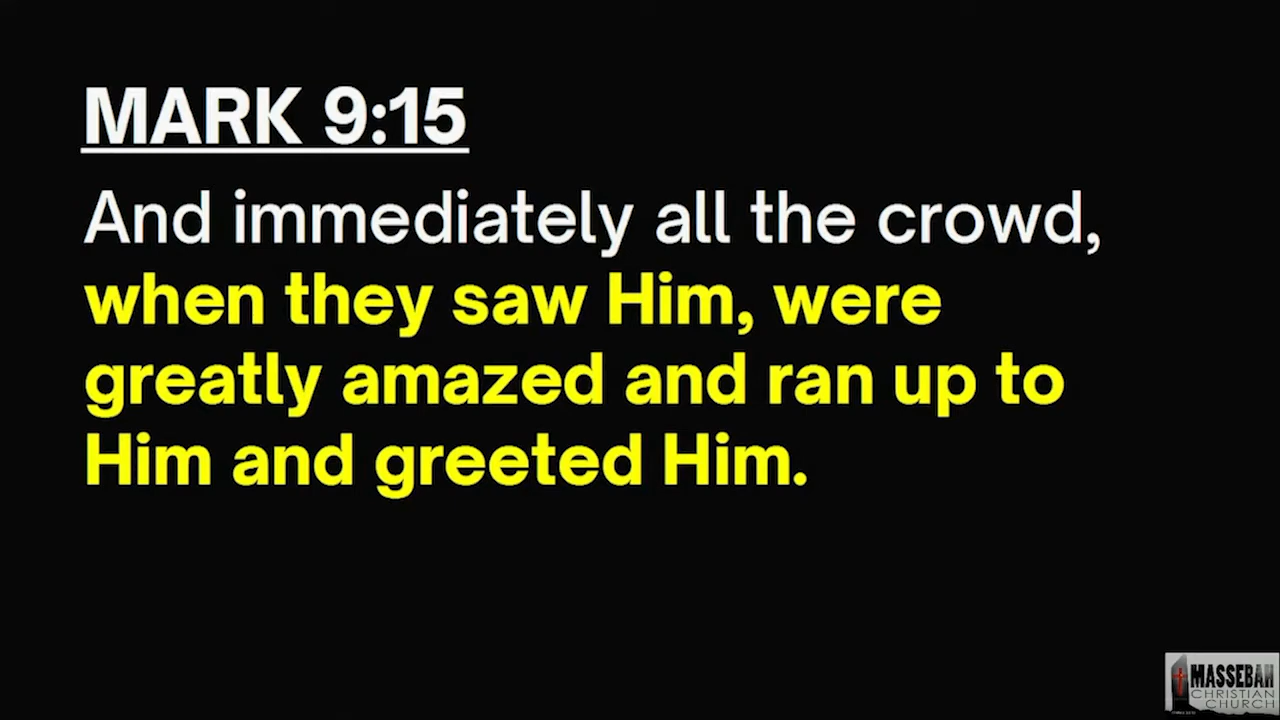 MARK 9:15
And immediately all the crowd,
when they saw Him, were
greatly amazed and ran up to
Him and greeted Him.
MASSEBAH
CHRISTIAN
CHURCH